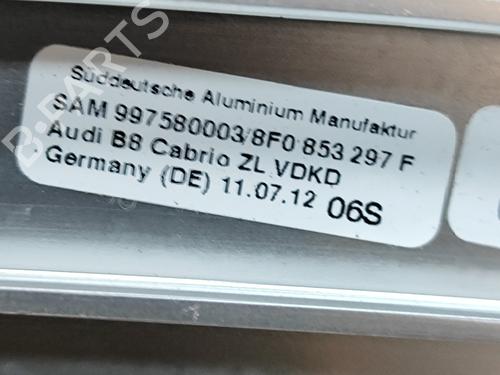 Süddeutsche Aluminium Manufaktur
SAM 997580003/8F0 853 297 F
Audi B8 Cabrio ZL VDKD
Germany (DE) 11.07.12 06S
B-PARTS